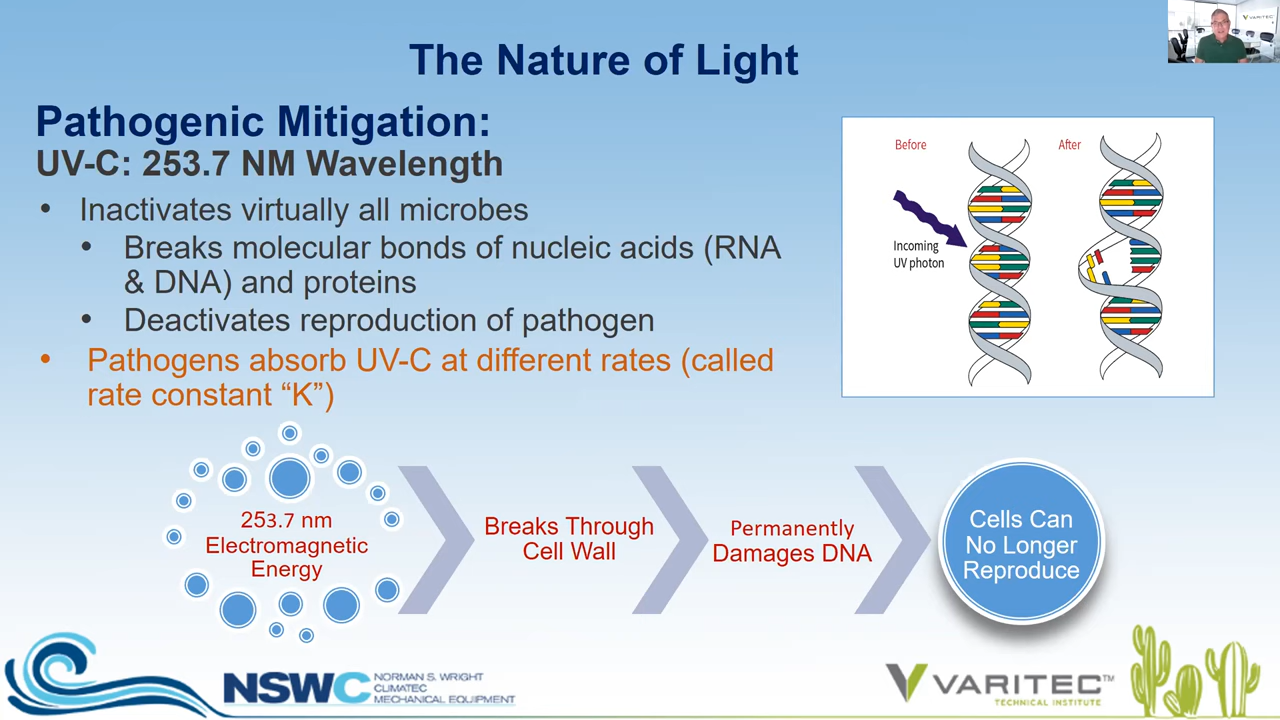 VARITEC
The Nature of Light
Pathogenic Mitigation:
UV-C: 253.7 NM Wavelength
• Inactivates virtually all microbes
• Breaks molecular bonds of nucleic acids (RNA
& DNA) and proteins
• Deactivates reproduction of pathogen
• Pathogens absorb UV-C at different rates (called
rate constant “K”)
Before
After
Incoming
UV photon
253.7 nm
Electromagnetic
Energy
Breaks Through
Cell Wall
Permanently
Damages DNA
Cells Can
No Longer
Reproduce
NSWC
NORMAN S. WRIGHT
CLIMATEC
MECHANICAL EQUIPMENT
VARITEC™
TECHNICAL INSTITUTE